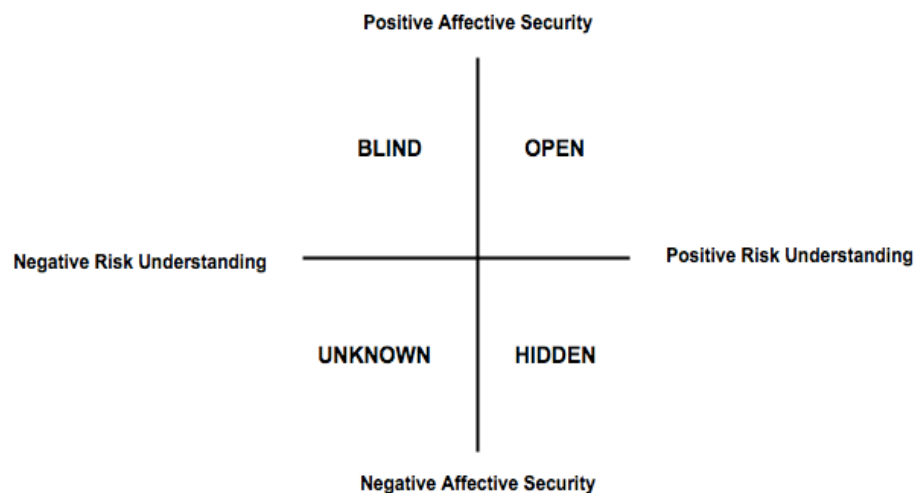 Positive Affective Security
BLIND
OPEN
Negative Risk Understanding
Positive Risk Understanding
UNKNOWN
HIDDEN
Negative Affective Security